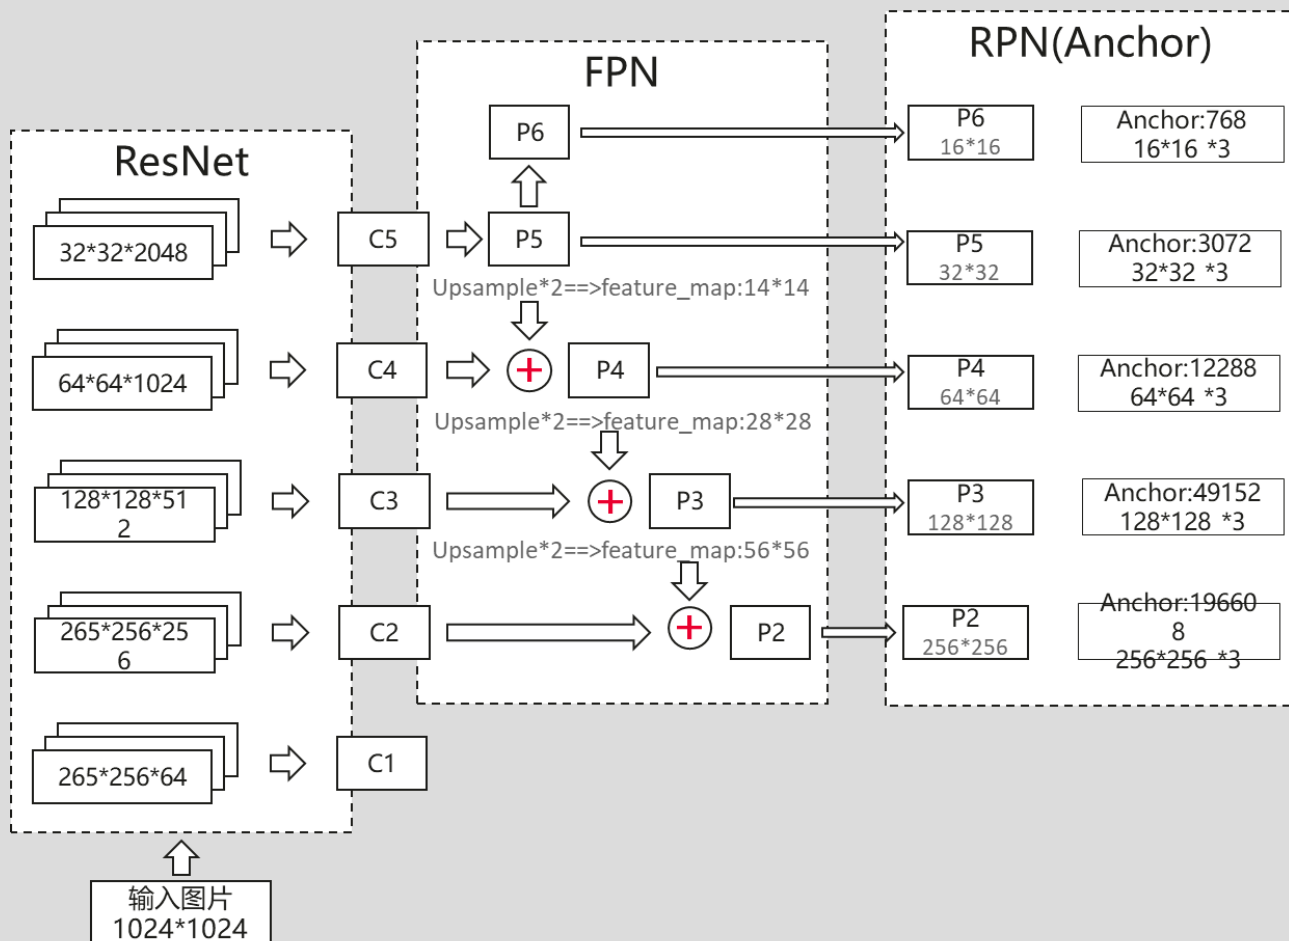 RPN(Anchor)
FPN
P6
P6
16*16
Anchor:768
16*16 *3
ResNet
32*32*2048
C5
P5
P5
32*32
Anchor:3072
32*32 *3
Upsample*2==>feature_map:14*14
64*64*1024
C4
P4
P4
64*64
Anchor:12288
64*64 *3
Upsample*2==>feature_map:28*28
128*128*51
2
C3
P3
P3
128*128
Anchor:49152
128*128 *3
Upsample*2==>feature_map:56*56
265*256*25
6
C2
P2
P2
256*256
Anchor:19660
8
256*256 *3
265*256*64
C1
输入图片
1024*1024